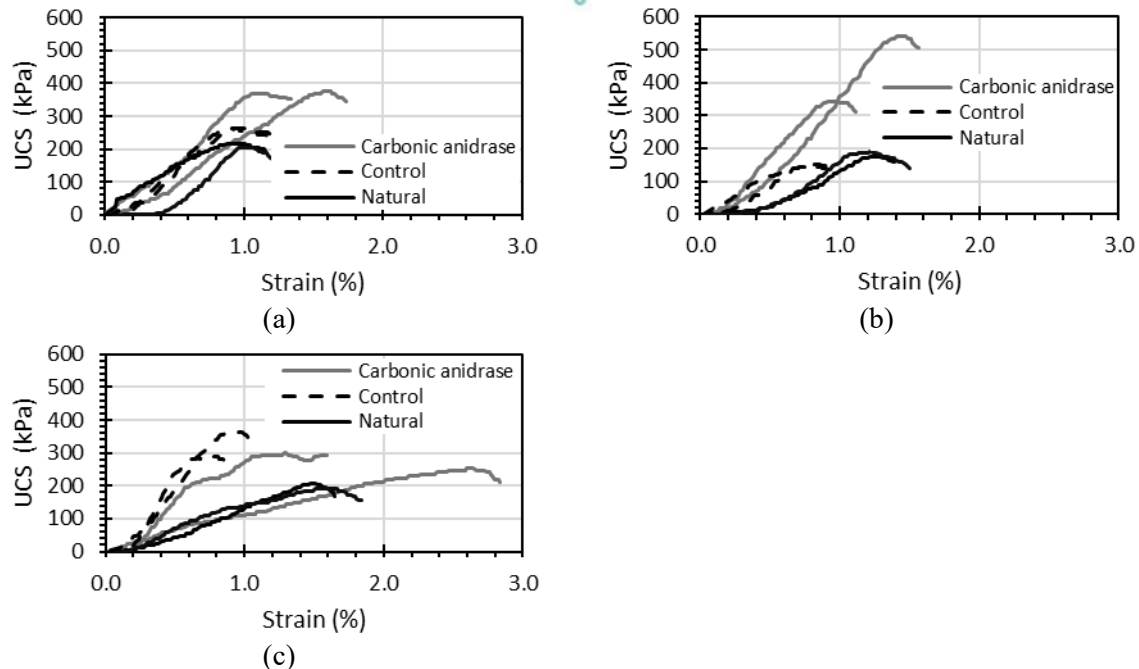 600
500
400
300
200
100
0
UCS (kPa)
Carbonic anidrase
Control
Natural
0.0 1.0 2.0 3.0
Strain (%)
(a)
600
500
400
300
200
100
0
UCS (kPa)
Carbonic anidrase
Control
Natural
0.0 1.0 2.0 3.0
Strain (%)
(b)
600
500
400
300
200
100
0
UCS (kPa)
Carbonic anidrase
Control
Natural
0.0 1.0 2.0 3.0
Strain (%)
(c)